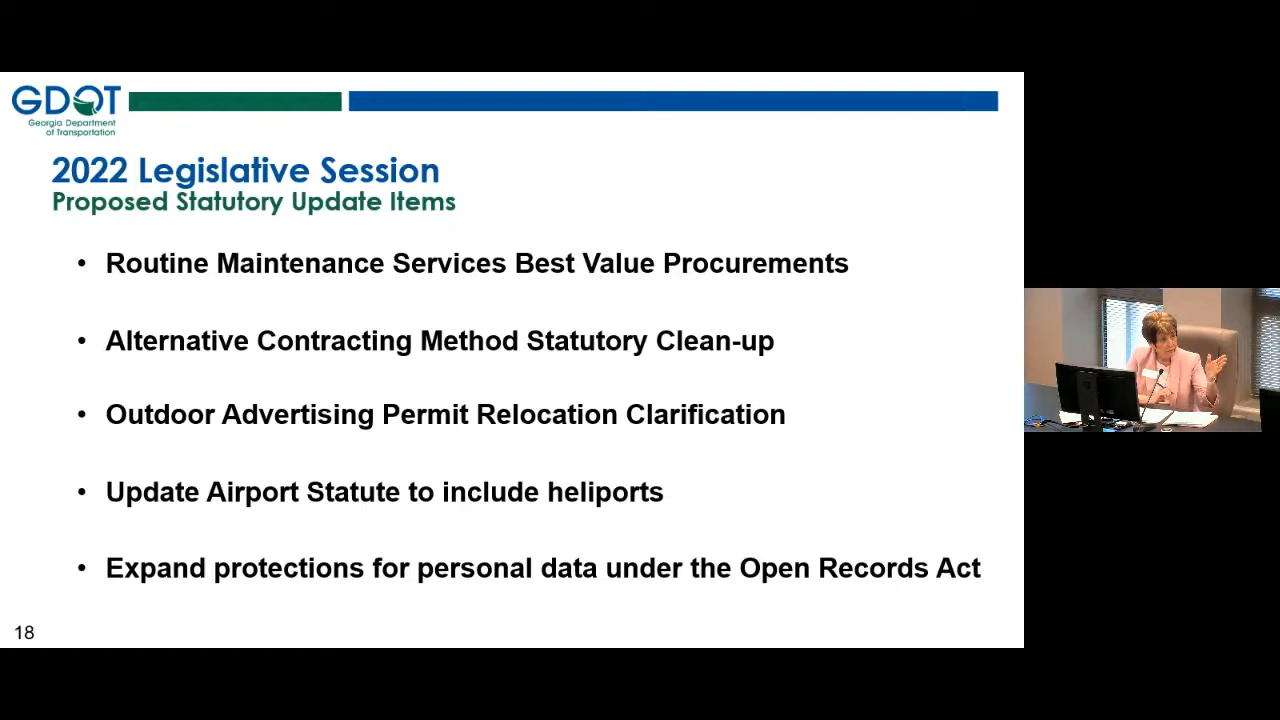 GDOT
Georgia Department
of Transportation
2022 Legislative Session
Proposed Statutory Update Items
• Routine Maintenance Services Best Value Procurements
• Alternative Contracting Method Statutory Clean-up
• Outdoor Advertising Permit Relocation Clarification
• Update Airport Statute to include heliports
• Expand protections for personal data under the Open Records Act
18